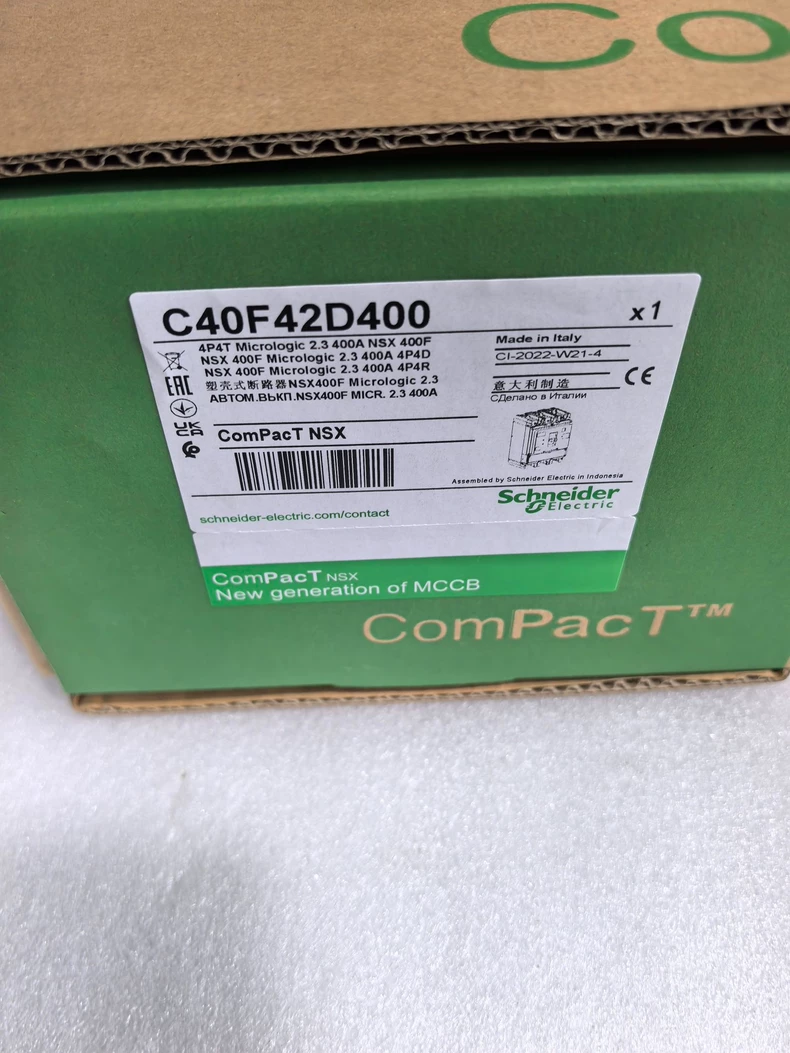 Co
C40F42D400
x1
4P4T Micrologic 2.3 400A NSX 400F
NSX 400F Micrologic 2.3 400A 4P4D
NSX 400F Micrologic 2.3 400A 4P4R
塑壳式断路器NSX400F Micrologic 2.3
АВТОМ.ВЫКЛ.NSX400F MICR. 2.3 400A
Made in Italy
CI-2022-W21-4
意大利制造
СДелано в Италии
CE
EAC
UK
CA
ComPacT NSX
Assembled by Schneider Electric in Indonesia
Schneider
Electric
schneider-electric.com/contact
ComPacT NSX
New generation of MCCB
ComPacT™